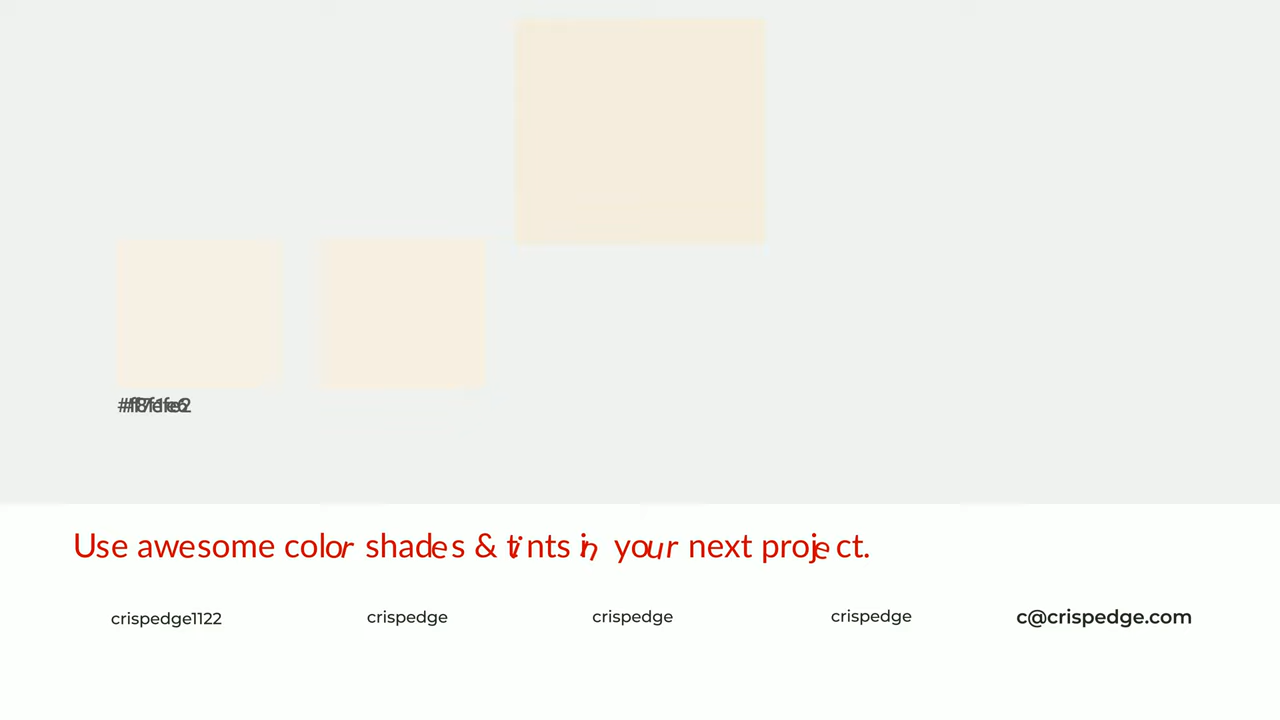 Use awesome color shades & tints in your next project.
crispedge1122 crispedge crispedge crispedge c@crispedge.com